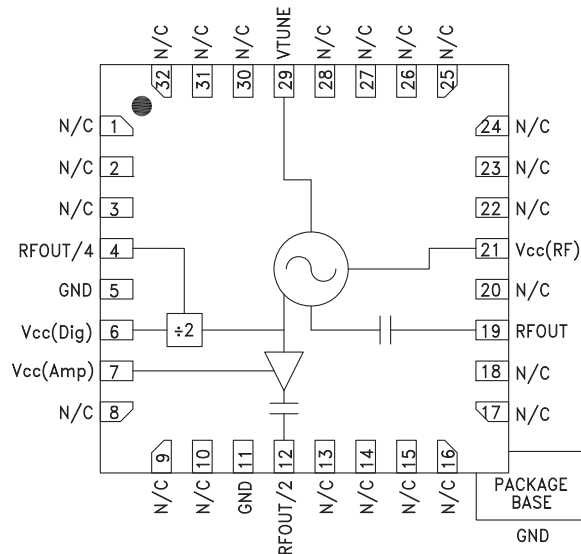 N/C N/C N/C VTUNE N/C N/C N/C N/C
32 31 30 29 28 27 26 25
N/C 1
N/C 2
N/C 3
RFOUT/4 4
GND 5
Vcc(Dig) 6
Vcc(Amp) 7
N/C 8
÷2
24 N/C
23 N/C
22 N/C
21 Vcc(RF)
20 N/C
19 RFOUT
18 N/C
17 N/C
9 10 11 12 13 14 15 16
N/C N/C GND RFOUT/2 N/C N/C N/C N/C
PACKAGE
BASE
GND